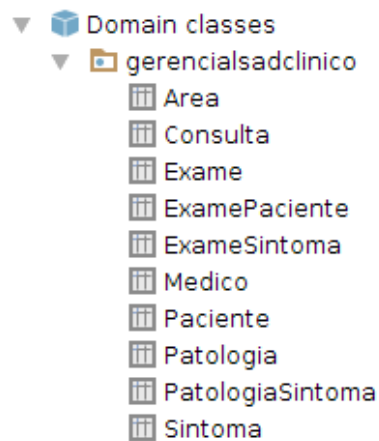 Domain classes
gerencialsadclinico
Area
Consulta
Exame
ExamePaciente
ExameSintoma
Medico
Paciente
Patologia
PatologiaSintoma
Sintoma